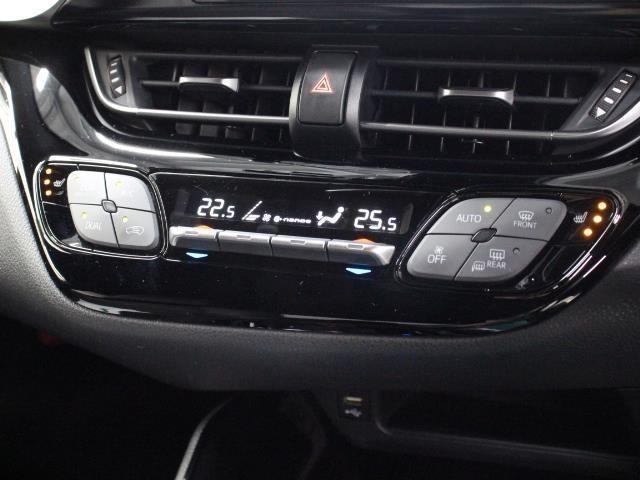 22.5
nanoe
25.5
DUAL
AUTO
FRONT
OFF
REAR